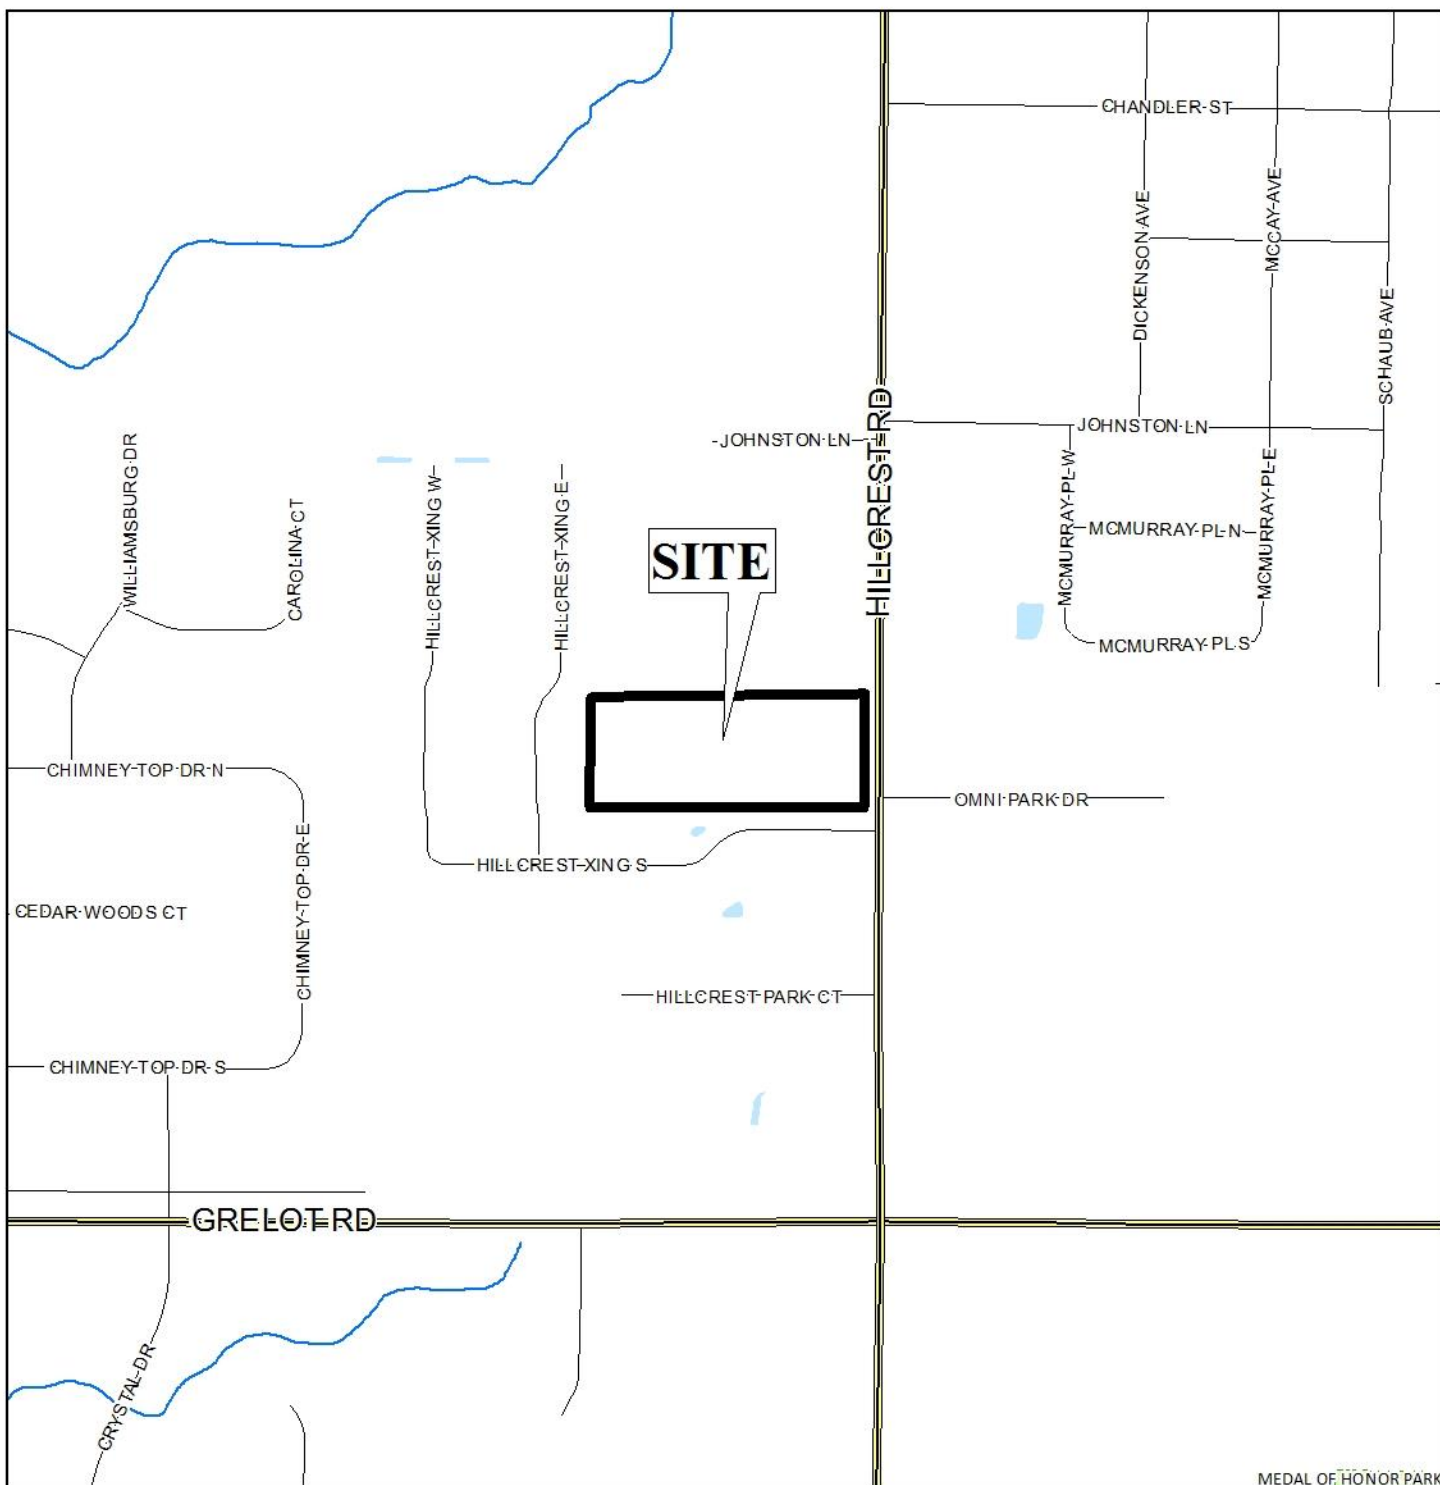 CHANDLER ST
DICKENSON AVE
MCCAY AVE
SCHAUB AVE
HILLCREST RD
JOHNSTON LN
JOHNSTON LN
WILLIAMSBURG DR
CAROLINA CT
HILLCREST XING W
HILLCREST XING E
SITE
MCMURRAY PL W
MCMURRAY PL N
MCMURRAY PL E
MCMURRAY PL S
CHIMNEY TOP DR N
OMNI PARK DR
CHIMNEY TOP DR E
HILLCREST XING S
CEDAR WOODS CT
HILLCREST PARK CT
CHIMNEY TOP DR S
GRELOT RD
CRYSTAL DR
MEDAL OF HONOR PARK